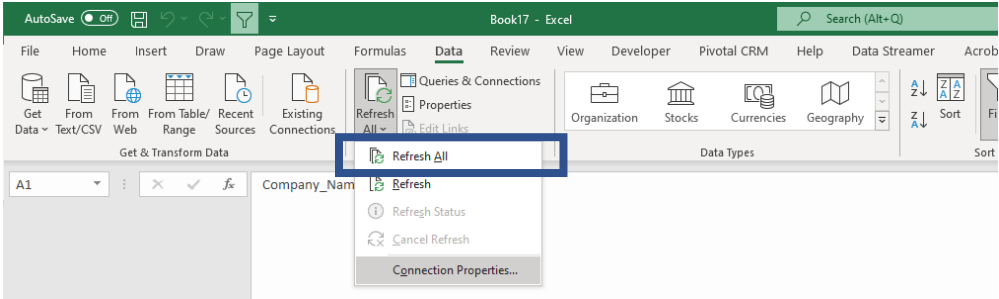 AutoSave Off Book17 - Excel Search (Alt+Q)
File Home Insert Draw Page Layout Formulas Data Review View Developer Pivotal CRM Help Data Streamer Acrob
Get Data
From Text/CSV
From Web
From Table/ Range
Recent Sources
Existing Connections
Get & Transform Data
Refresh All
Queries & Connections
Properties
Edit Links
Organization Stocks Currencies Geography
Data Types
Sort
Fi
Sort
Refresh All
Refresh
Refresh Status
Cancel Refresh
Connection Properties...
A1 fx Company_Nam